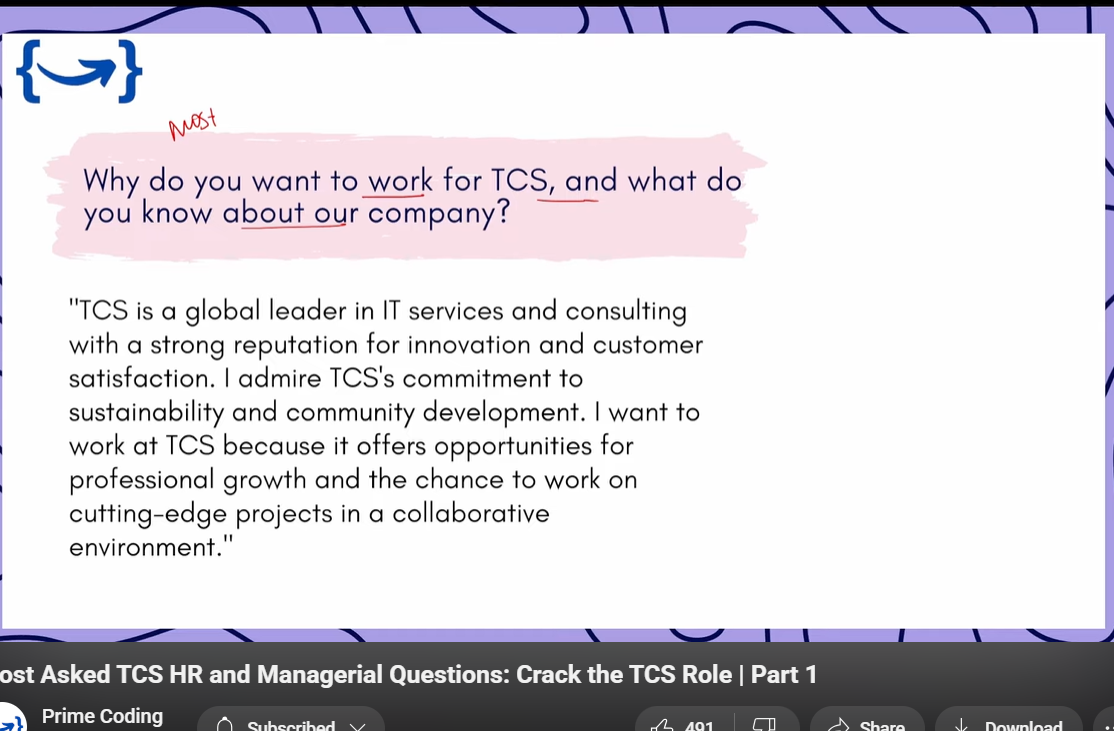 Most
Why do you want to work for TCS, and what do
you know about our company?
"TCS is a global leader in IT services and consulting
with a strong reputation for innovation and customer
satisfaction. I admire TCS's commitment to
sustainability and community development. I want to
work at TCS because it offers opportunities for
professional growth and the chance to work on
cutting-edge projects in a collaborative
environment."
ost Asked TCS HR and Managerial Questions: Crack the TCS Role | Part 1
Prime Coding
Subscribed
491
Share
Download